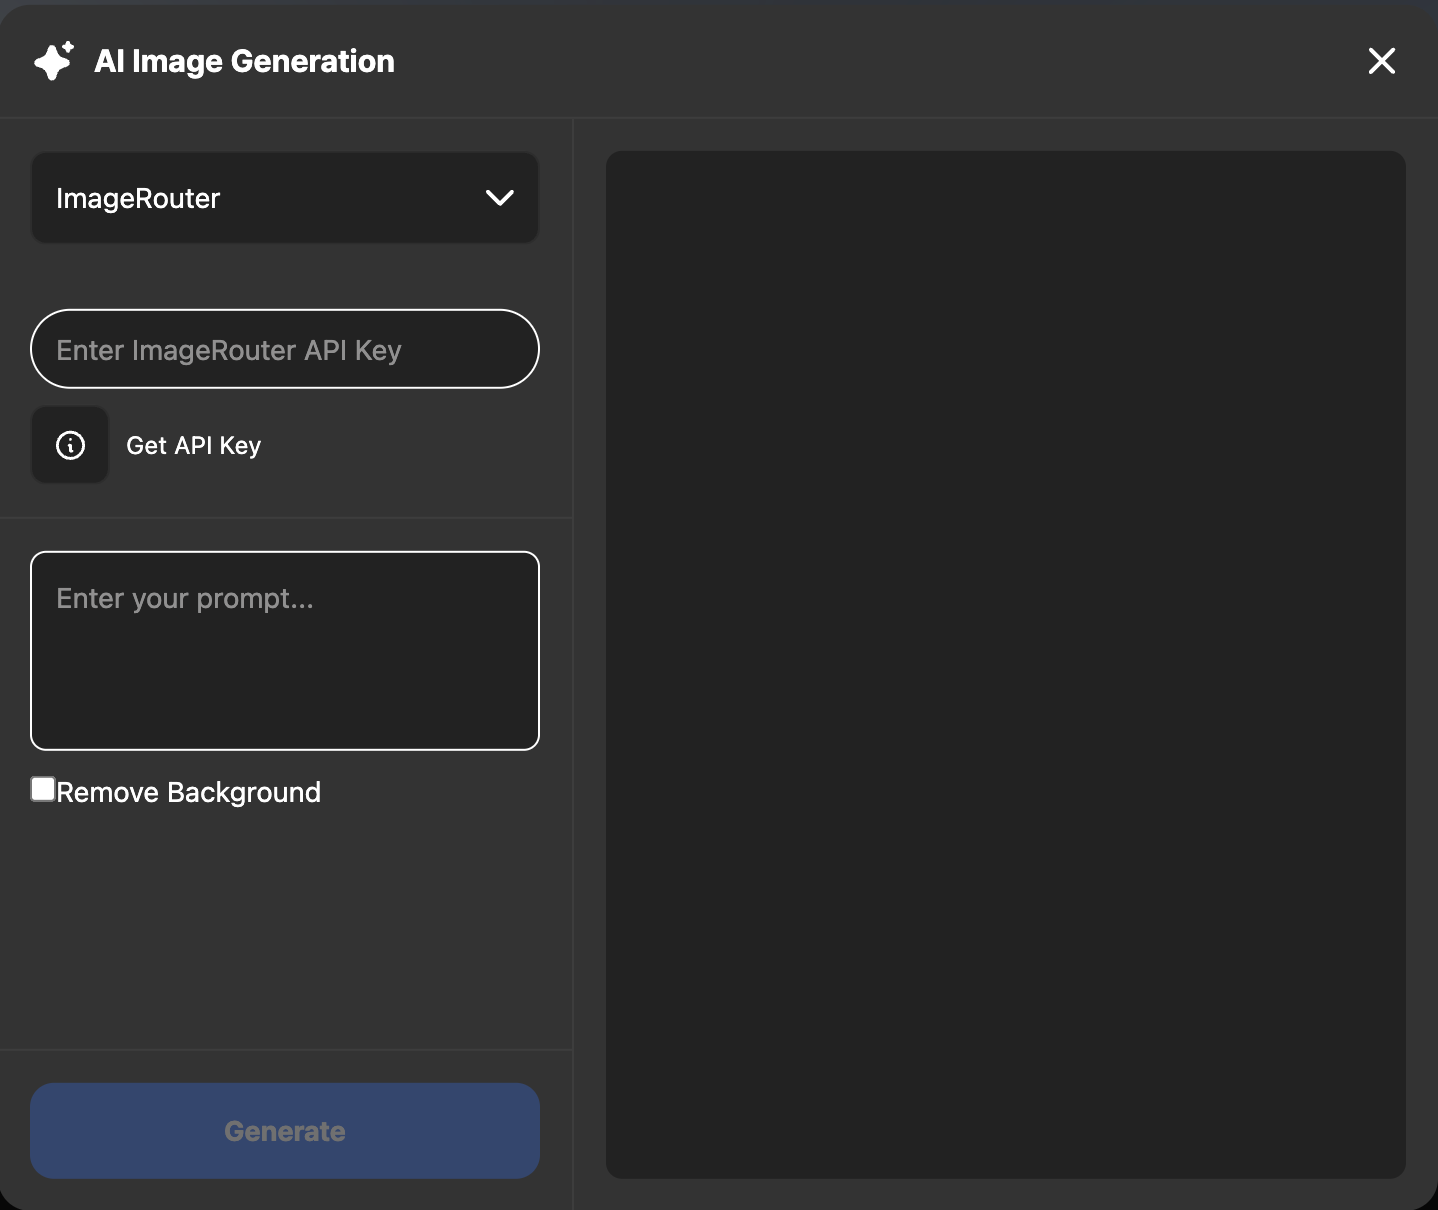 AI Image Generation
ImageRouter
Enter ImageRouter API Key
Get API Key
Enter your prompt...
Remove Background
Generate